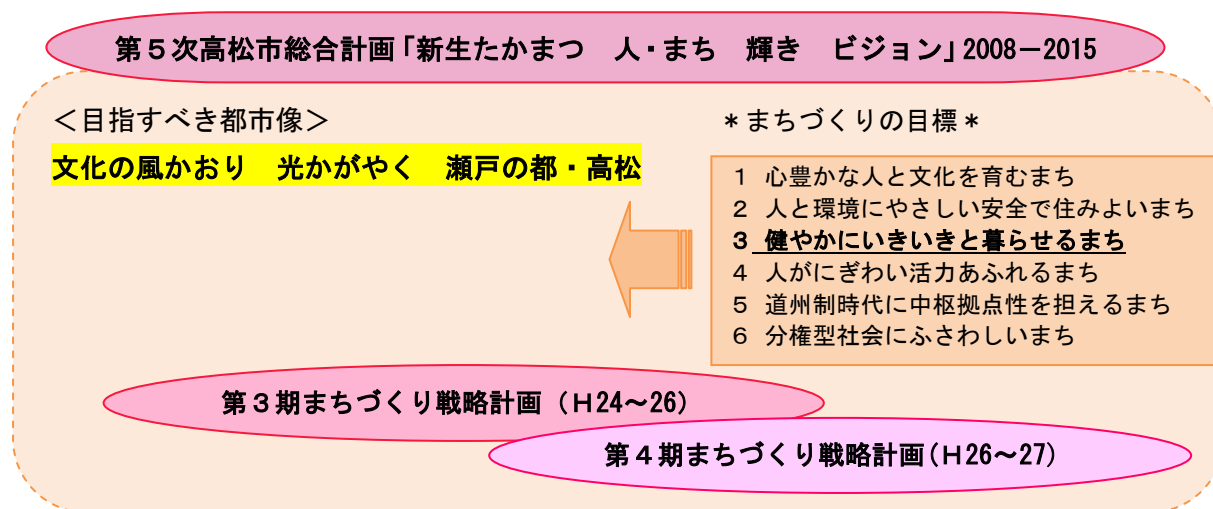 第５次高松市総合計画「新生たかまつ　人・まち　輝き　ビジョン」2008－2015
＜目指すべき都市像＞
文化の風かおり　光かがやく　瀬戸の都・高松
＊まちづくりの目標＊
１ 心豊かな人と文化を育むまち
２ 人と環境にやさしい安全で住みよいまち
３ 健やかにいきいきと暮らせるまち
４ 人がにぎわい活力あふれるまち
５ 道州制時代に中枢拠点性を担えるまち
６ 分権型社会にふさわしいまち
第３期まちづくり戦略計画（Ｈ24～26）
第４期まちづくり戦略計画（Ｈ26～27）